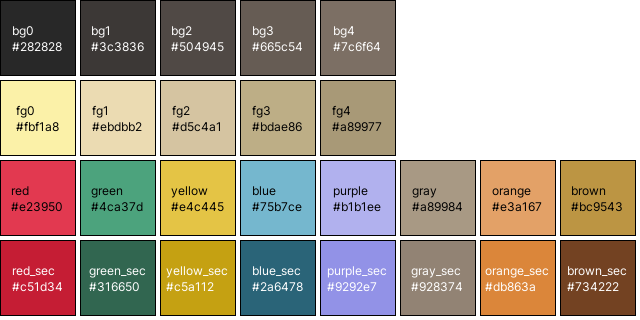 bg0 bg1 bg2 bg3 bg4
#282828 #3c3836 #504945 #665c54 #7c6f64
fg0 fg1 fg2 fg3 fg4
#fbf1a8 #ebdbb2 #d5c4a1 #bdae86 #a89977
red green yellow blue purple gray orange brown
#e23950 #4ca37d #e4c445 #75b7ce #b1b1ee #a89984 #e3a167 #bc9543
red_sec green_sec yellow_sec blue_sec purple_sec gray_sec orange_sec brown_sec
#c51d34 #316650 #c5a112 #2a6478 #9292e7 #928374 #db863a #734222